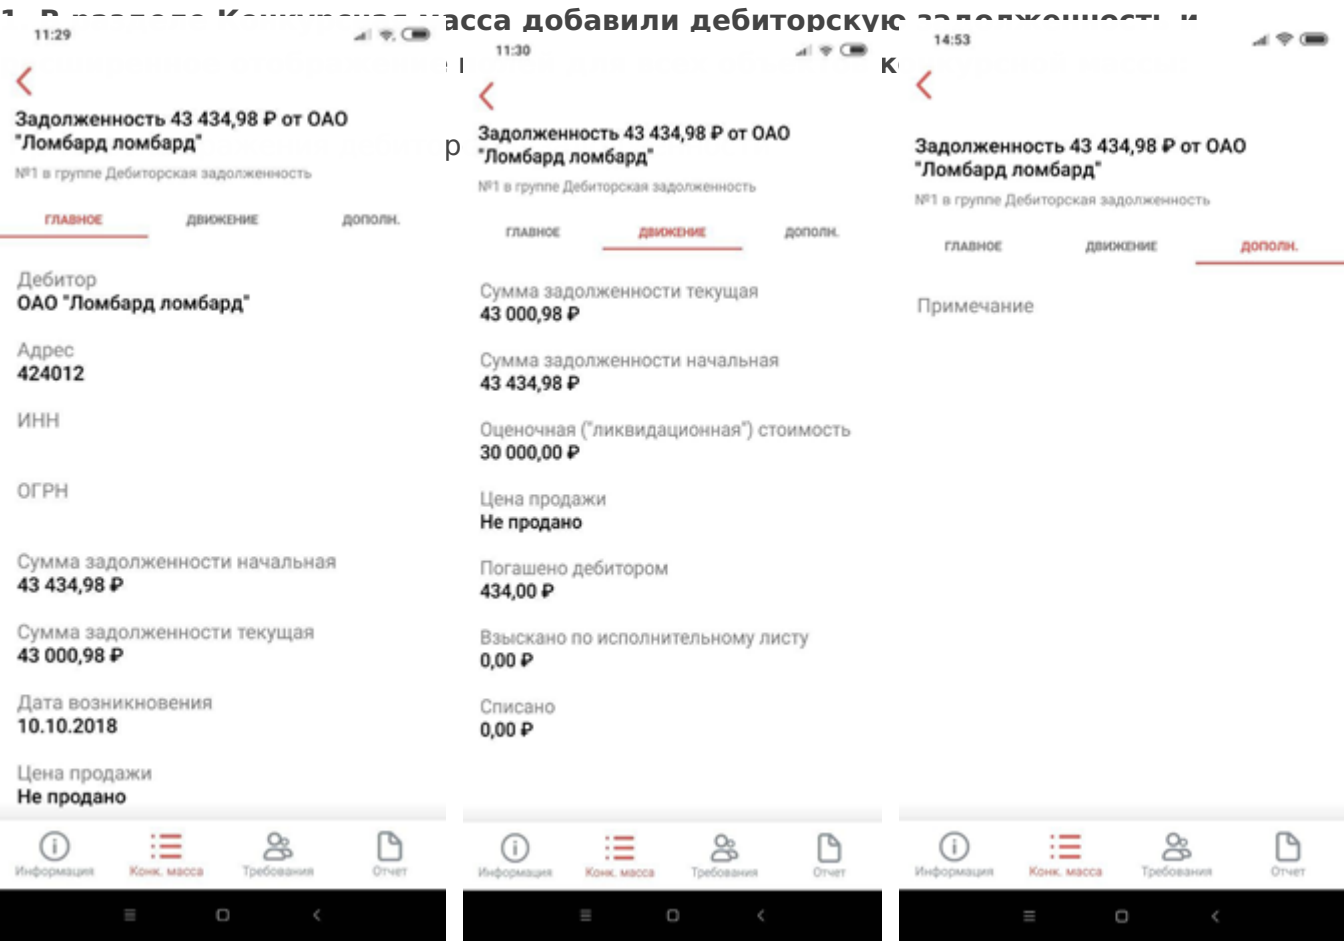 1. В разделе Конкурсная масса добавили дебиторскую задолженность и
11:29
Задолженность 43 434,98 ₽ от ОАО
"Ломбард ломбард"
№1 в группе Дебиторская задолженность
ГЛАВНОЕ ДВИЖЕНИЕ ДОПОЛН.
Дебитор
ОАО "Ломбард ломбард"
Адрес
424012
ИНН
ОГРН
Сумма задолженности начальная
43 434,98 ₽
Сумма задолженности текущая
43 000,98 ₽
Дата возникновения
10.10.2018
Цена продажи
Не продано
Информация Конк. масса Требования Отчет
11:30
Задолженность 43 434,98 ₽ от ОАО
"Ломбард ломбард"
№1 в группе Дебиторская задолженность
ГЛАВНОЕ ДВИЖЕНИЕ ДОПОЛН.
Сумма задолженности текущая
43 000,98 ₽
Сумма задолженности начальная
43 434,98 ₽
Оценочная ("ликвидационная") стоимость
30 000,00 ₽
Цена продажи
Не продано
Погашено дебитором
434,00 ₽
Взыскано по исполнительному листу
0,00 ₽
Списано
0,00 ₽
Информация Конк. масса Требования Отчет
14:53
Задолженность 43 434,98 ₽ от ОАО
"Ломбард ломбард"
№1 в группе Дебиторская задолженность
ГЛАВНОЕ ДВИЖЕНИЕ ДОПОЛН.
Примечание
Информация Конк. масса Требования Отчет